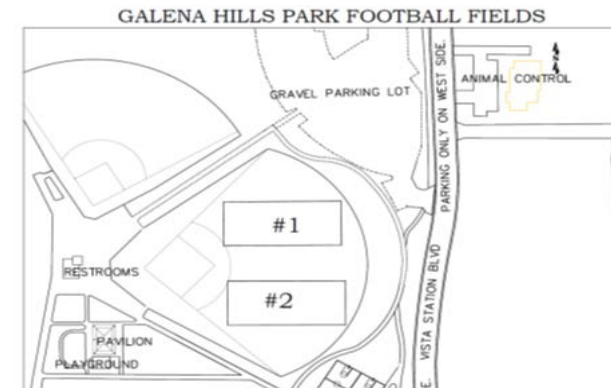 GALENA HILLS PARK FOOTBALL FIELDS
GRAVEL PARKING LOT
ANIMAL CONTROL
PARKING ONLY ON WEST SIDE.
#1
#2
RESTROOMS
VISTA STATION BLVD
E.
PAVILION
PLAYGROUND